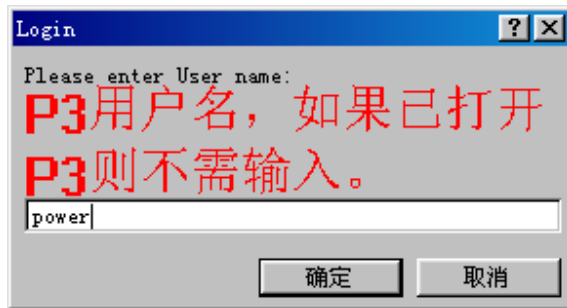 Login
Please enter User name:
P3用户名，如果已打开
P3则不需输入。
power
确定 取消